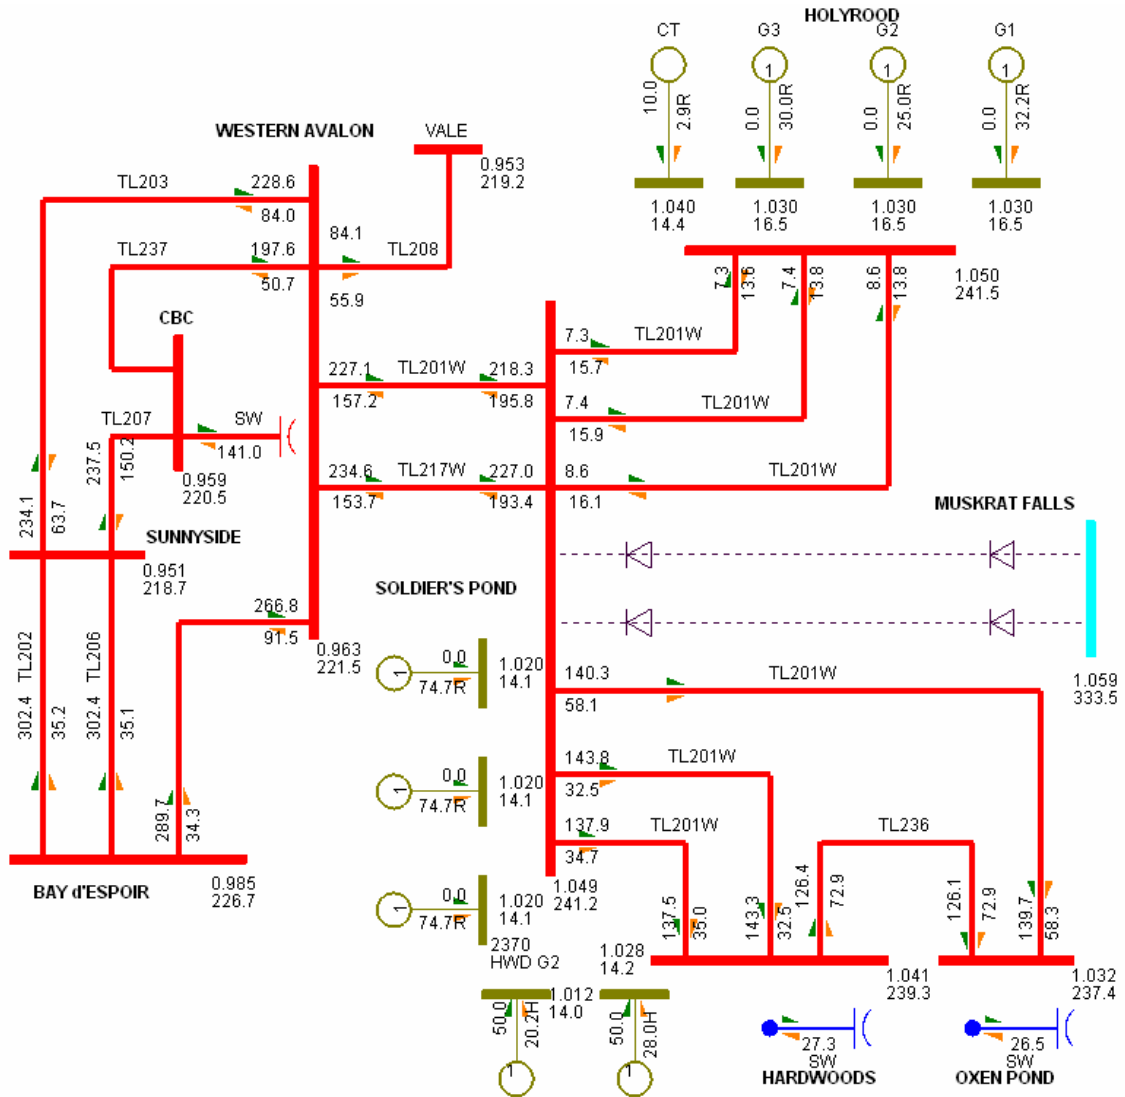 HOLYROOD
CT
G3
G2
G1
1
1
1
10.0
2.9R
0.0
30.0R
0.0
25.0R
0.0
32.2R
1.040
14.4
1.030
16.5
1.030
16.5
1.030
16.5
1.050
241.5
7.3
13.6
7.4
13.8
8.6
13.8
WESTERN AVALON
VALE
0.953
219.2
TL203
228.6
84.0
84.1
TL208
55.9
TL237
197.6
50.7
CBC
TL207
SW
141.0
237.5
150.2
0.959
220.5
227.1
TL201W
218.3
157.2
195.8
234.6
TL217W
227.0
153.7
193.4
7.3
TL201W
15.7
7.4
TL201W
15.9
8.6
TL201W
16.1
234.1
63.7
SUNNYSIDE
0.951
218.7
MUSKRAT FALLS
1.059
333.5
SOLDIER'S POND
266.8
91.5
0.963
221.5
302.4 TL202
35.2
302.4 TL206
35.1
289.7
34.3
BAY d'ESPOIR
0.985
226.7
1
0.0
74.7R
1.020
14.1
1
0.0
74.7R
1.020
14.1
1
0.0
74.7R
1.020
14.1
2370
HWD G2
140.3
TL201W
58.1
143.8
TL201W
32.5
137.9
TL201W
34.7
1.049
241.2
TL236
137.5
35.0
143.3
32.5
126.4
72.9
126.1
72.9
139.7
58.3
1.028
14.2
1.041
239.3
1.032
237.4
1.012
14.0
50.0
20.2H
50.0
28.0H
1
1
27.3
SW
HARDWOODS
26.5
SW
OXEN POND